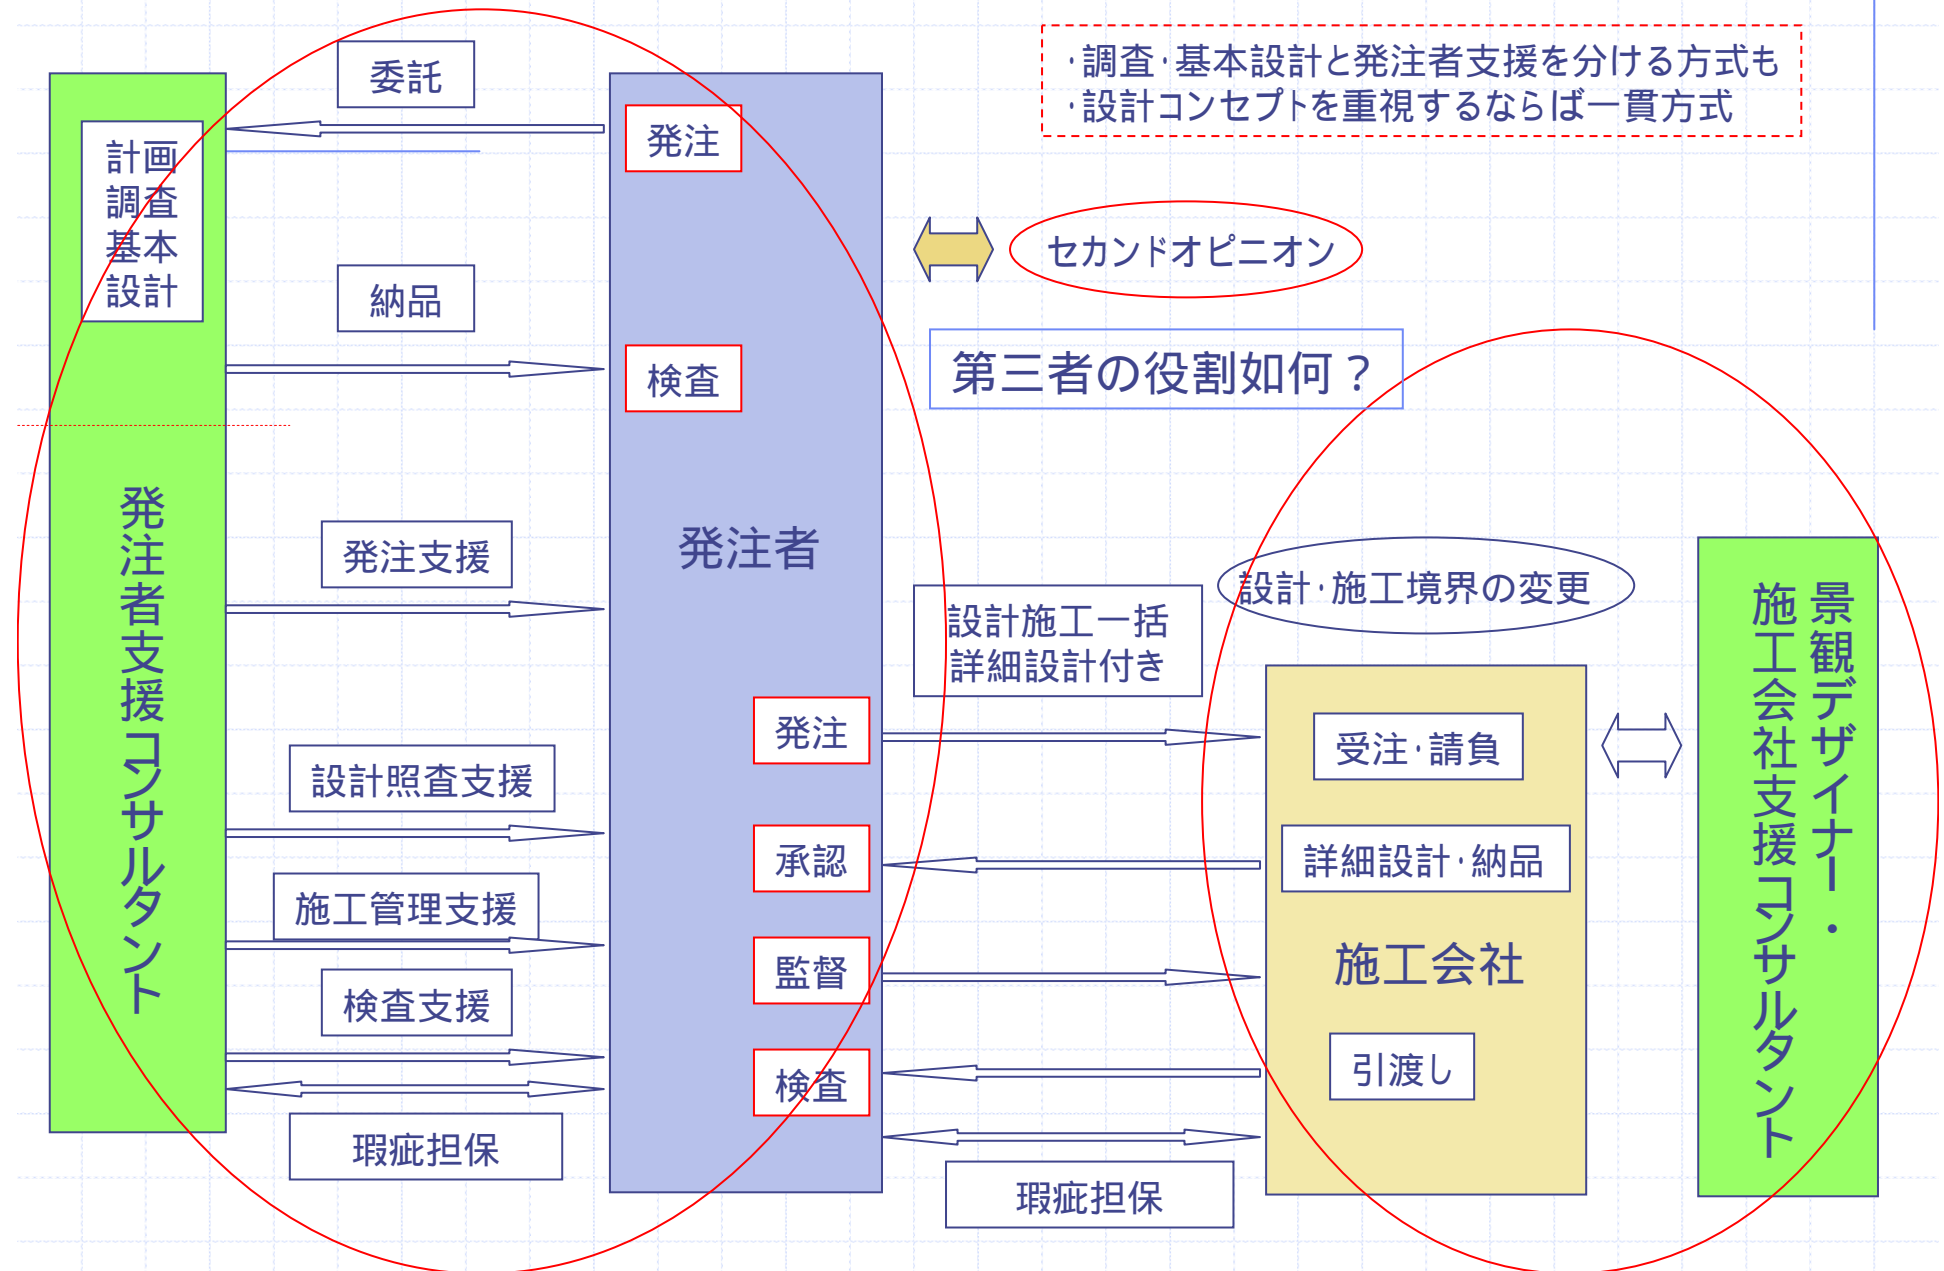 委託
・調査・基本設計と発注者支援を分ける方式も
・設計コンセプトを重視するならば一貫方式
発注
計画
調査
基本
設計
セカンドオピニオン
納品
第三者の役割如何？
検査
発注者支援コンサルタント
発注支援
発注者
設計・施工境界の変更
設計施工一括
詳細設計付き
景観デザイナー・
施工会社支援コンサルタント
発注
受注・請負
設計照査支援
承認
詳細設計・納品
施工管理支援
監督
施工会社
検査支援
検査
引渡し
瑕疵担保
瑕疵担保